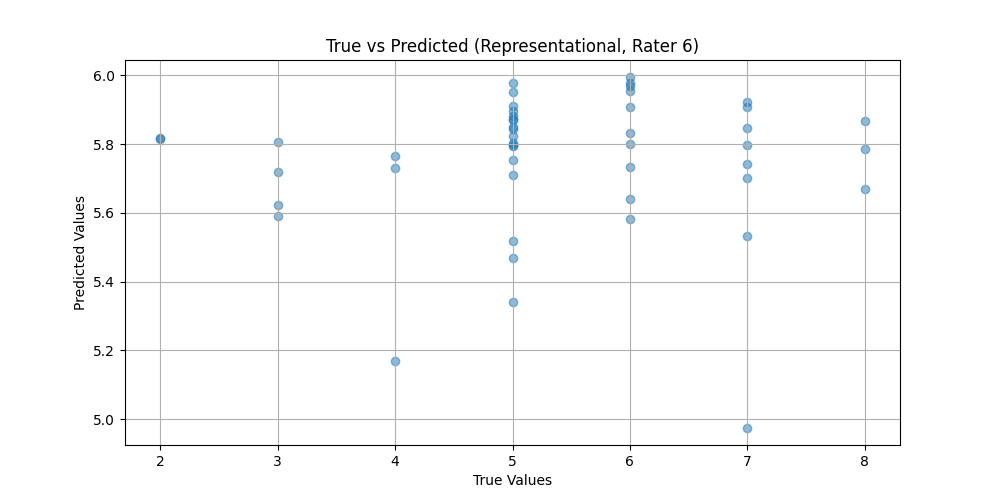 True vs Predicted (Representational, Rater 6)
6.0
5.8
5.6
5.4
5.2
5.0
Predicted Values
2 3 4 5 6 7 8
True Values